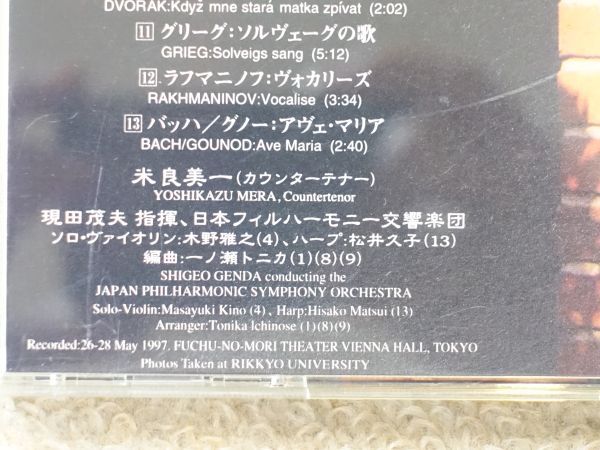 DVOŘÁK:Když mne stará matka zpívat (2:02)
11 グリーグ:ソルヴェーグの歌
GRIEG:Solveigs sang (5:12)
12 ラフマニノフ:ヴォカリーズ
RAKHMANINOV:Vocalise (3:34)
13 バッハ/グノー:アヴェ・マリア
BACH/GOUNOD:Ave Maria (2:40)
米良美一(カウンターテナー)
YOSHIKAZU MERA, Countertenor
現田茂夫 指揮、日本フィルハーモニー交響楽団
ソロ・ヴァイオリン:木野雅之(4)、ハープ:松井久子(13)
編曲:一ノ瀬トニカ(1)(8)(9)
SHIGEO GENDA conducting the
JAPAN PHILHARMONIC SYMPHONY ORCHESTRA
Solo-Violin:Masayuki Kino (4), Harp:Hisako Matsui (13)
Arranger:Tonika Ichinose (1)(8)(9)
Recorded:26-28 May 1997. FUCHU-NO-MORI THEATER VIENNA HALL, TOKYO
Photos Taken at RIKKYO UNIVERSITY